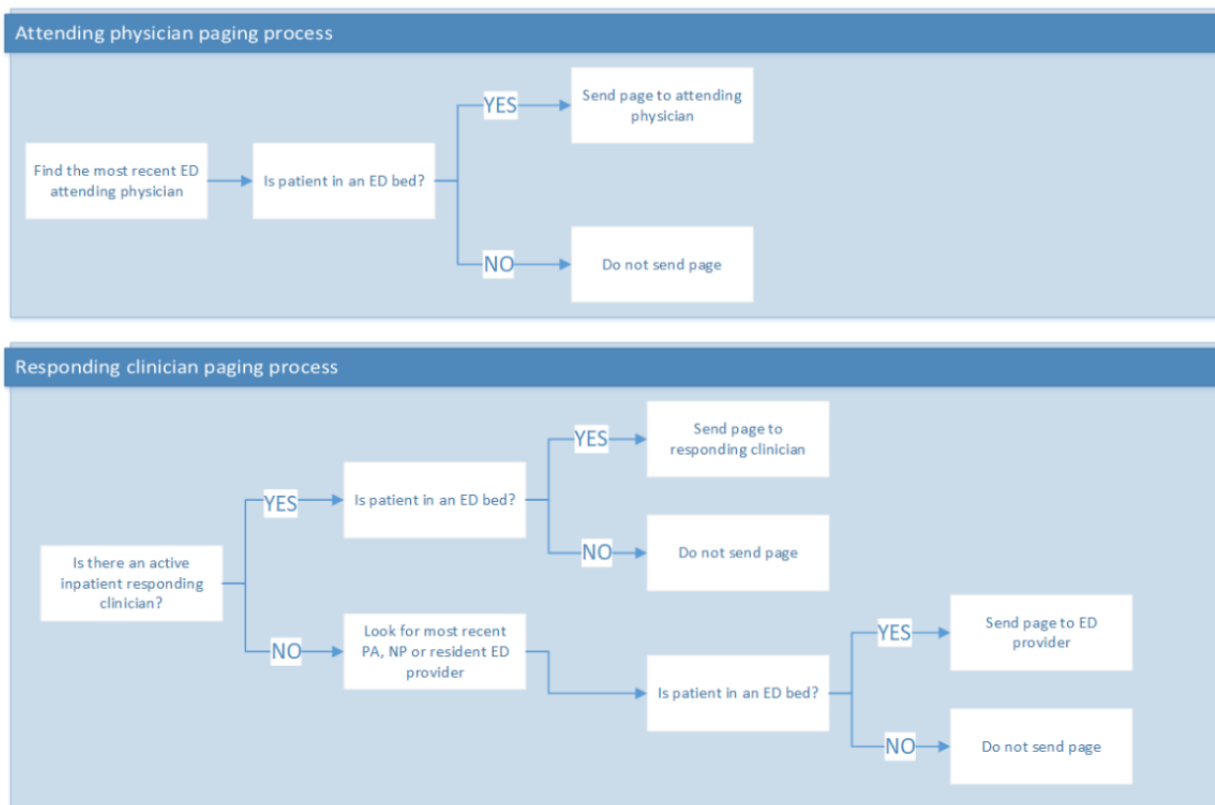 Attending physician paging process
YES
Send page to attending
physician
Find the most recent ED
attending physician
Is patient in an ED bed?
NO
Do not send page
Responding clinician paging process
YES
Send page to
responding clinician
YES
Is patient in an ED bed?
NO
Do not send page
Is there an active
inpatient responding
clinician?
NO
Look for most recent
PA, NP or resident ED
provider
YES
Send page to ED
provider
Is patient in an ED bed?
NO
Do not send page